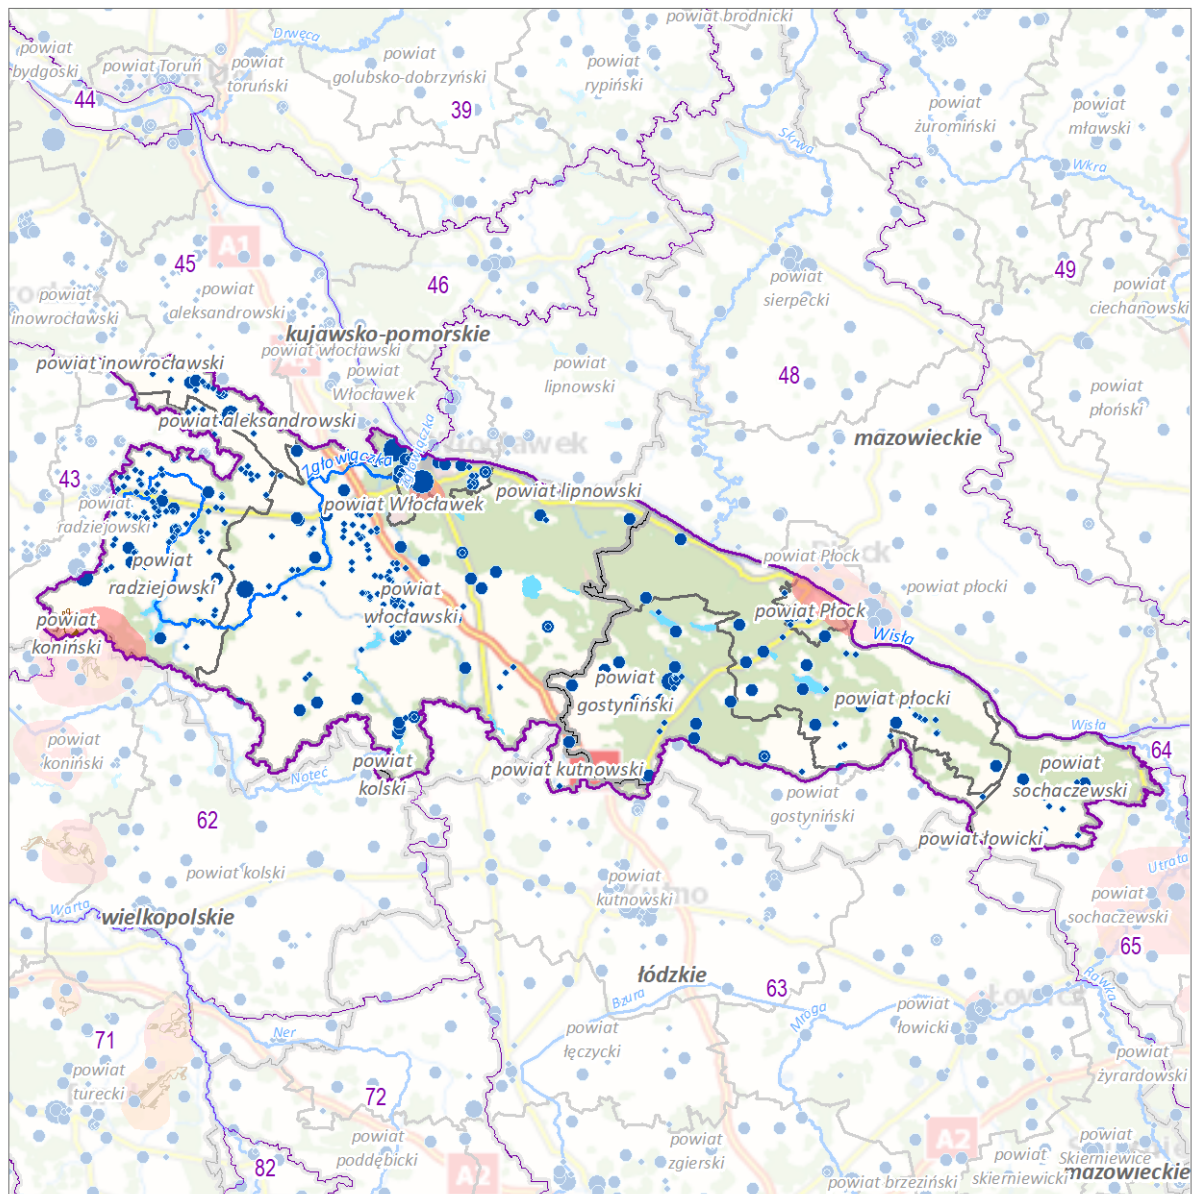 powiat brodnicki
Drwęca
powiat
bydgoski
powiat Toruń
powiat
toruński
powiat
golubsko-dobrzyński
powiat
rypiński
44
39
powiat
żuromiński
powiat
mławski
Skrwa
Wkra
A1
45
46
49
powiat
inowrocławski
powiat
aleksandrowski
powiat
sierpecki
powiat
ciechanowski
kujawsko-pomorskie
powiat włocławski
powiat inowrocławski
powiat
Włocławek
powiat
lipnowski
48
powiat
płoński
powiat aleksandrowski
mazowieckie
Zgłowiączka
Zgłowiączka
43
powiat lipnowski
powiat Włocławek
powiat
radziejowski
powiat
radziejowski
powiat Płock
powiat płocki
powiat
włocławski
powiat Płock
powiat
koniński
Wisła
powiat
gostyniński
powiat płocki
Wisła
powiat
koniński
powiat
kolski
Noteć
powiat kutnowski
64
powiat
sochaczewski
powiat
gostyniński
62
powiat łowicki
Utrata
powiat kolski
powiat
kutnowski
Kutno
powiat
sochaczewski
Warta
wielkopolskie
65
łódzkie
63
Bzura
Rawka
Łowicz
Mroga
powiat
łowicki
Ner
71
powiat
łęczycki
powiat
turecki
powiat
żyrardowski
72
powiat
poddębicki
powiat
zgierski
A2
powiat
skierniewicki
powiat
Skierniewice
82
A1
powiat brzeziński
mazowieckie